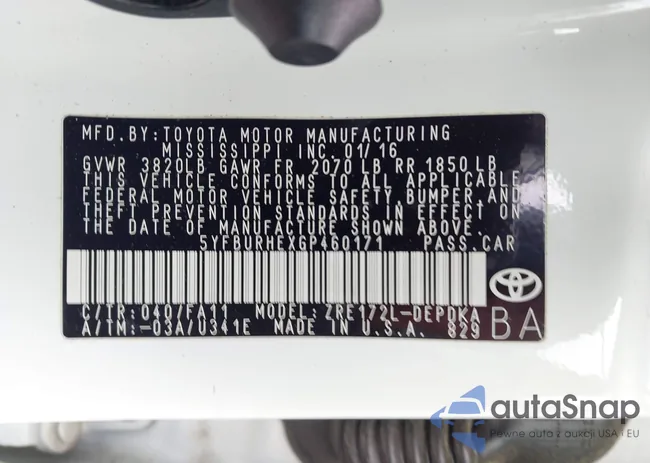 MFD.BY:TOYOTA MOTOR MANUFACTURING
MISSISSIPPI INC.01/16
GVWR 3820LB GAWR FR 2070 LB RR 1850LB
THIS VEHICLE CONFORMS TO ALL APPLICABLE
FEDERAL MOTOR VEHICLE SAFETY,BUMPER,AND
THEFT PREVENTION STANDARDS IN EFFECT ON
THE DATE OF MANUFACTURE SHOWN ABOVE.
5YFBURHEXGP460171 PASS.CAR
C/TR:040/FA11 MODEL:ZRE172L-DEPDKA
A/TM:-03A/U341E MADE IN U.S.A. 829
BA
autaSnap
Pewne auta z aukcji USA i EU